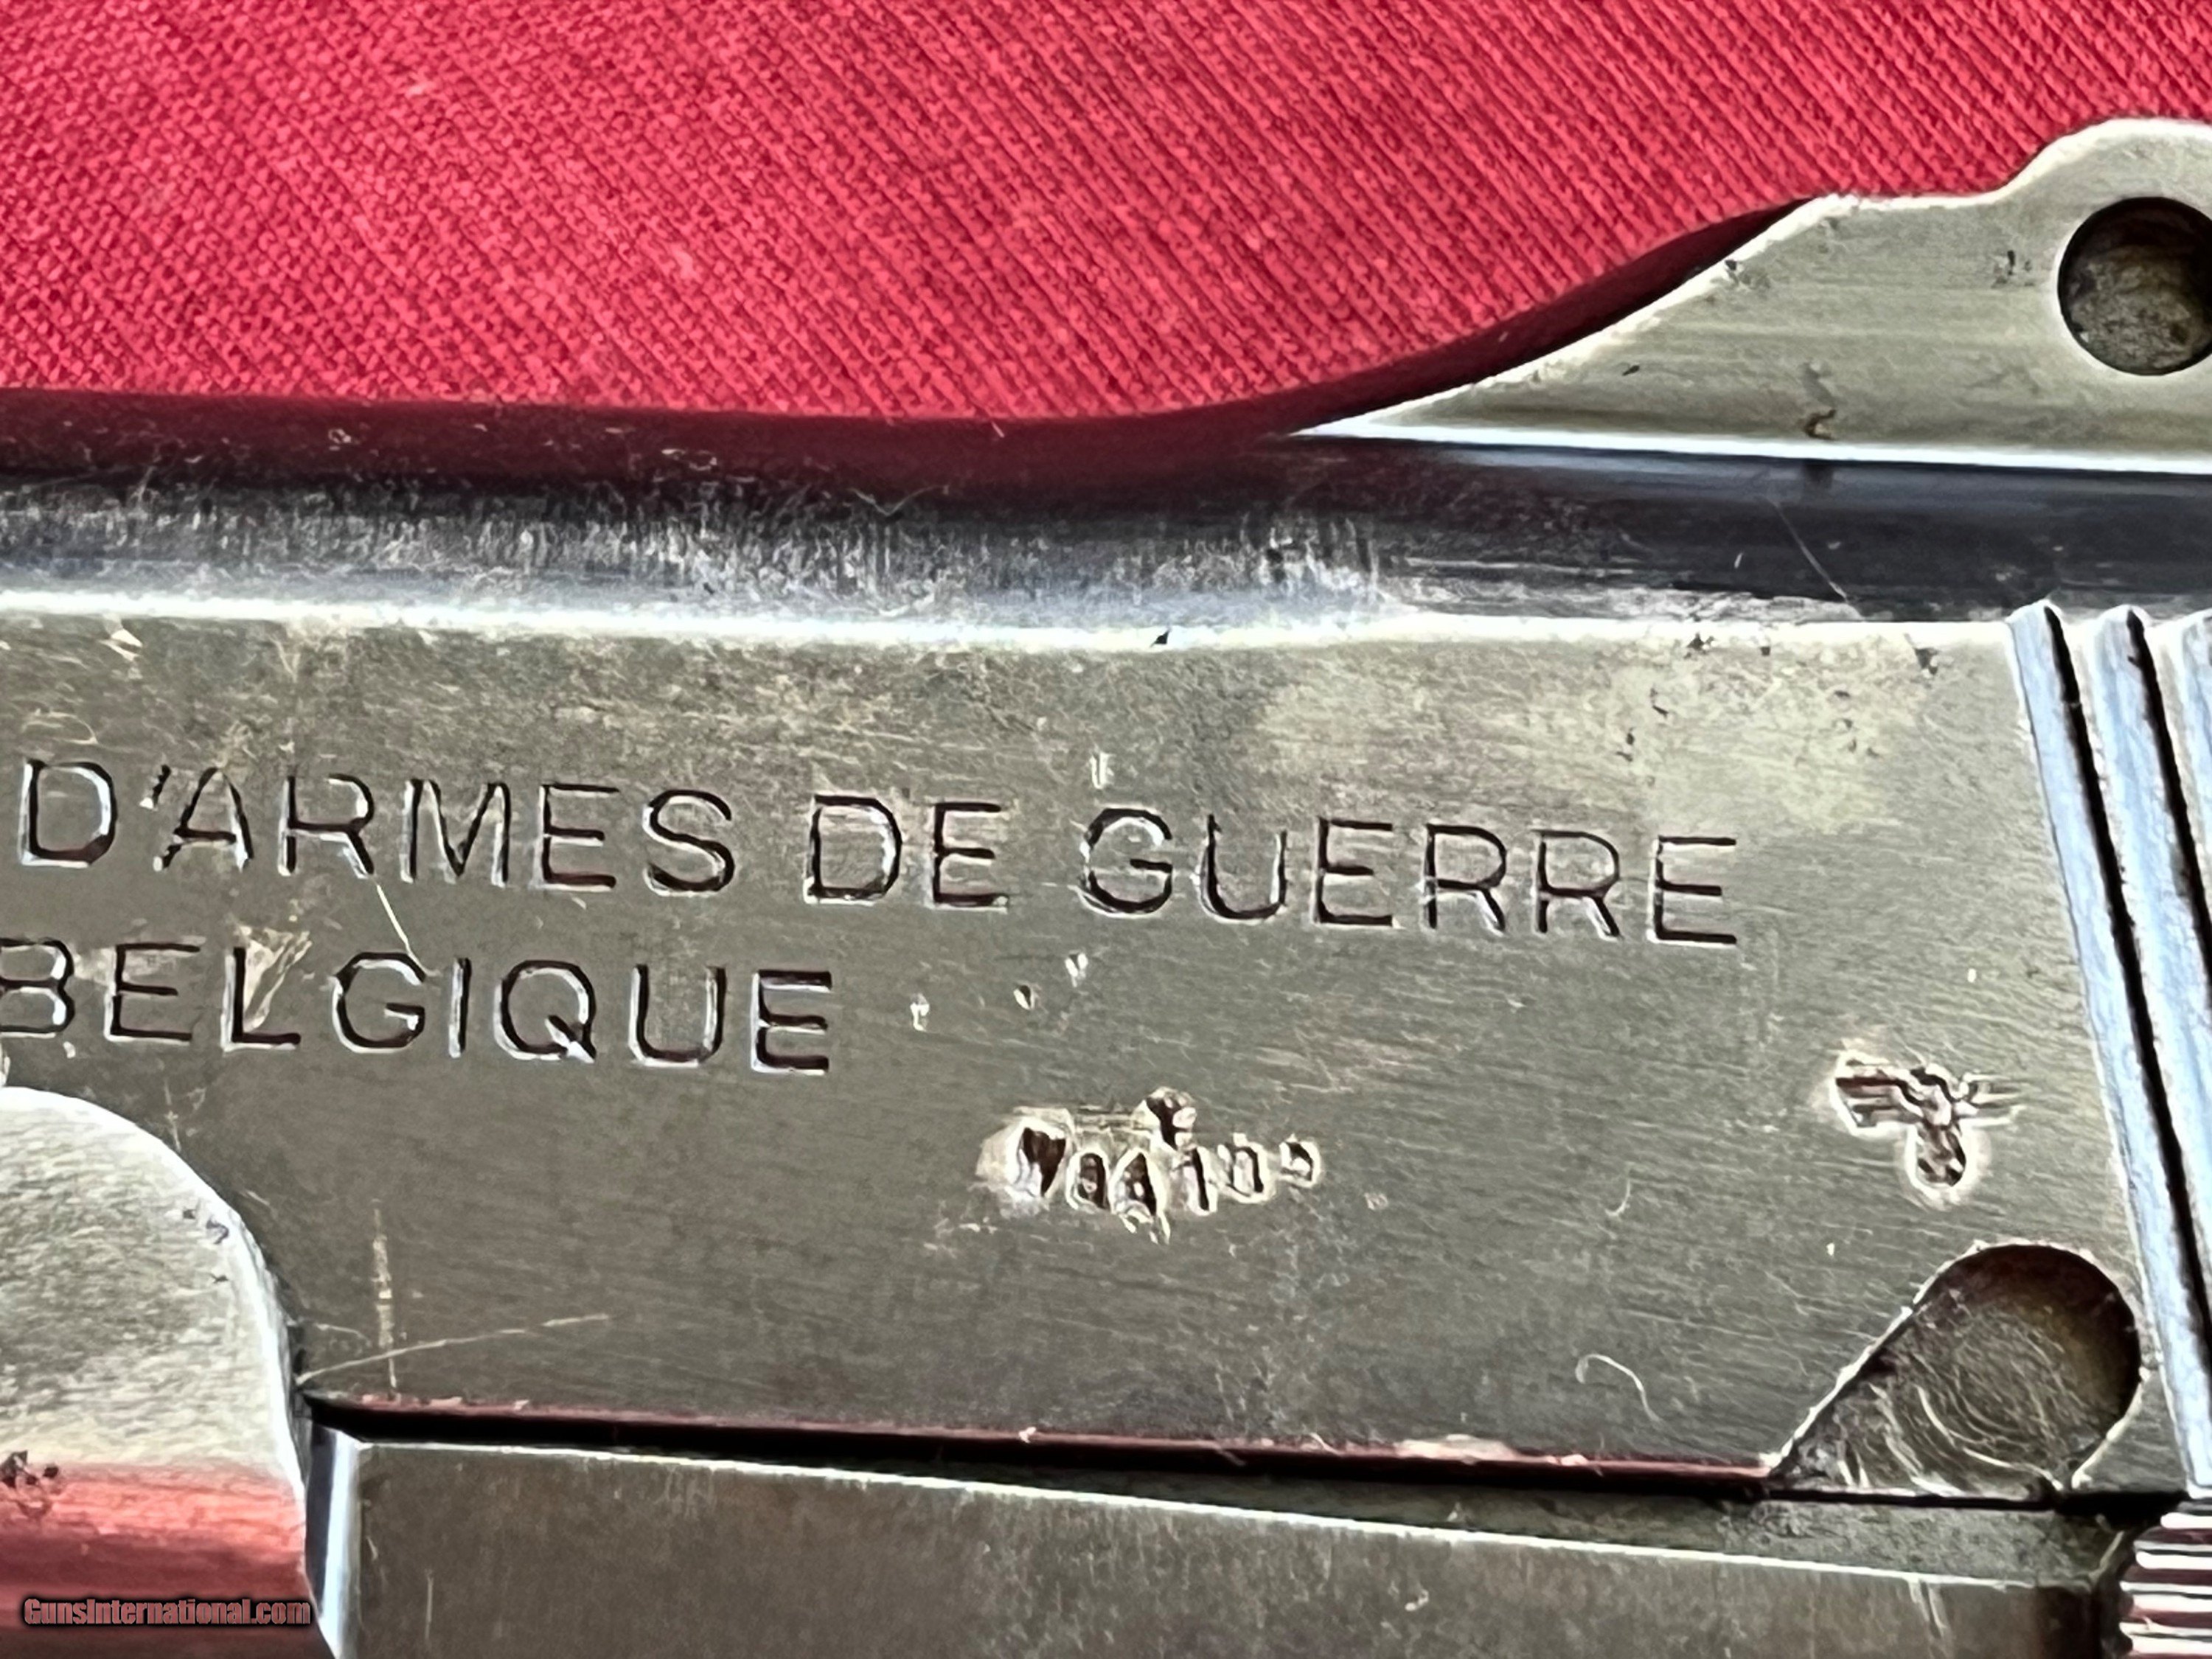 D'ARMES DE GUERRE
BELGIQUE
GunsInternational.com